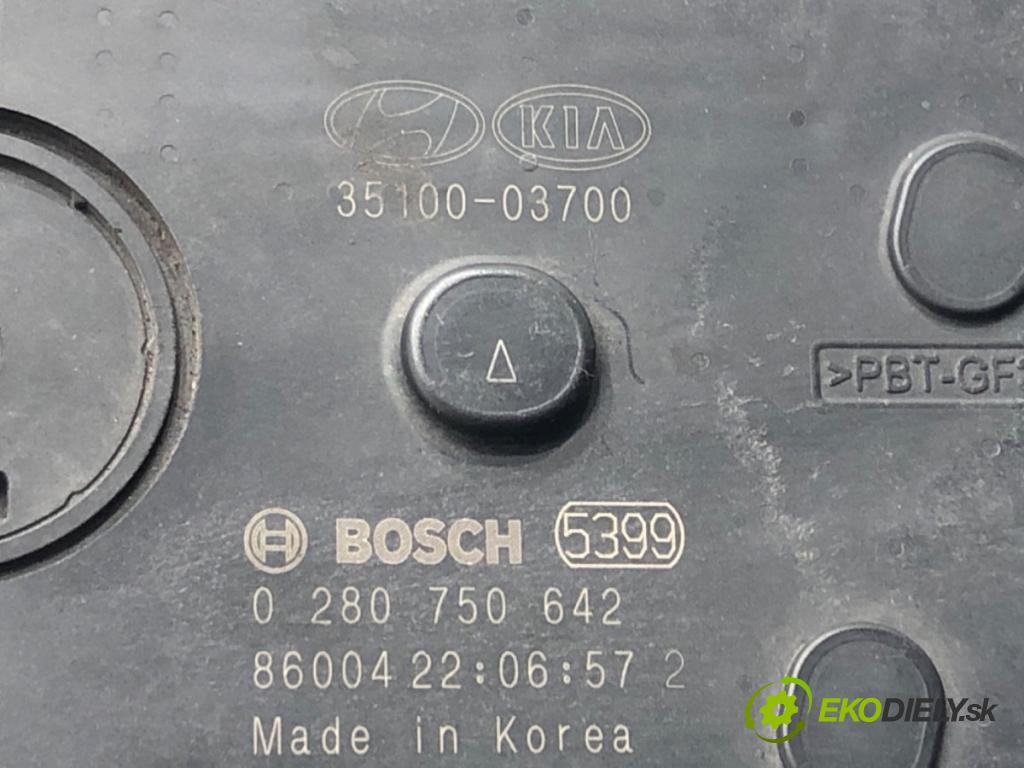 KIA
35100-03700
Δ
>PBT-GF3
BOSCH 5399
0 280 750 642
86004 22:06:57 2
Made in Korea
EKODIELY.sk